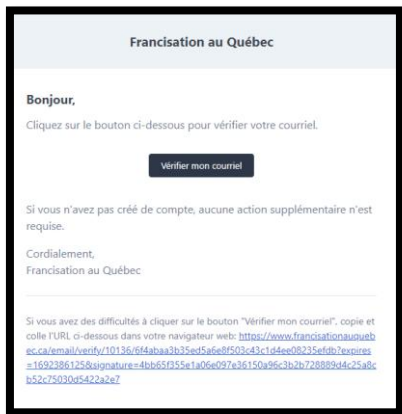 Francisation au Québec
Bonjour,
Cliquez sur le bouton ci-dessous pour vérifier votre courriel.
Vérifier mon courriel
Si vous n'avez pas créé de compte, aucune action supplémentaire n'est
requise.
Cordialement,
Francisation au Québec
Si vous avez des difficultés à cliquer sur le bouton "Vérifier mon courriel", copie et
colle l'URL ci-dessous dans votre navigateur web: https://www.francisationauqueb
ec.ca/email/verify/10136/6f4abaa3b35ed5a6e8f503c43c1d4ee08235efdb?expires
=1692386125&signature=4bb65f355e1a06e097e36150a96c3b2b728889d4c25a8c
b52c75030d5422a2e7